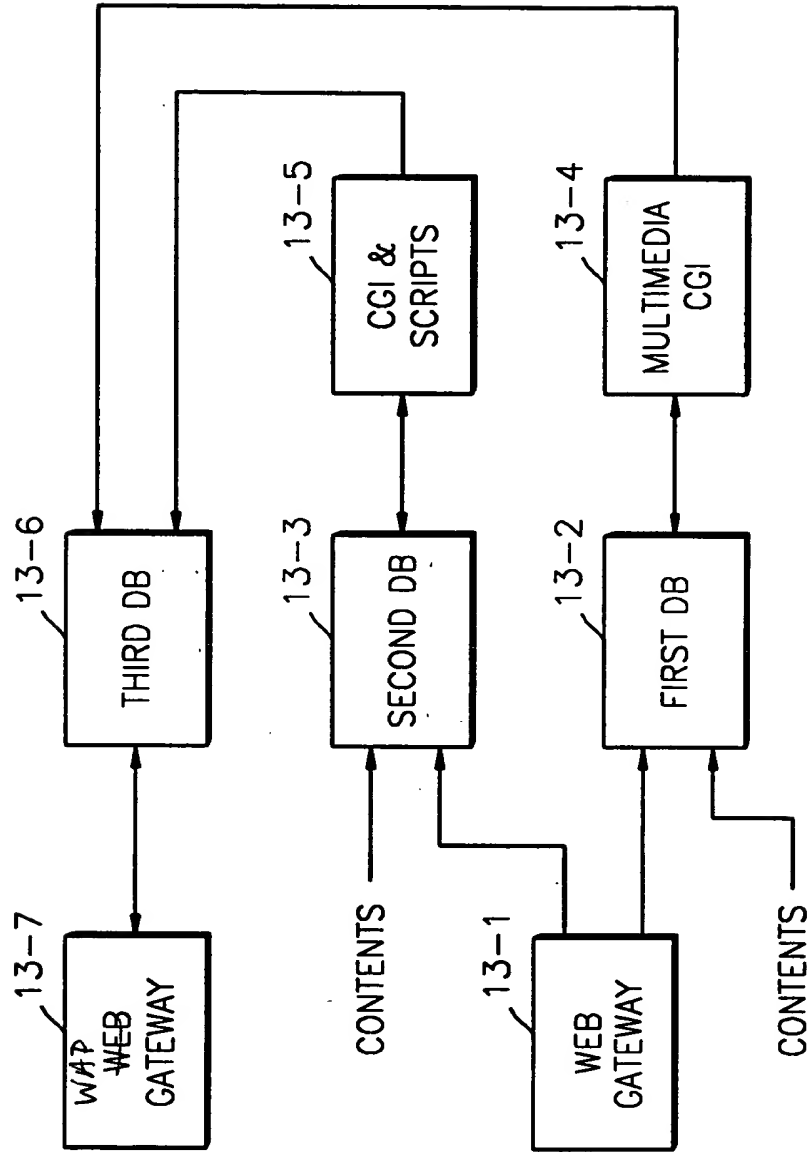 13-7
WAP
WEB
GATEWAY
13-6
THIRD DB
CONTENTS
13-3
SECOND DB
13-5
CGI &
SCRIPTS
13-1
WEB
GATEWAY
13-2
FIRST DB
13-4
MULTIMEDIA
CGI
CONTENTS